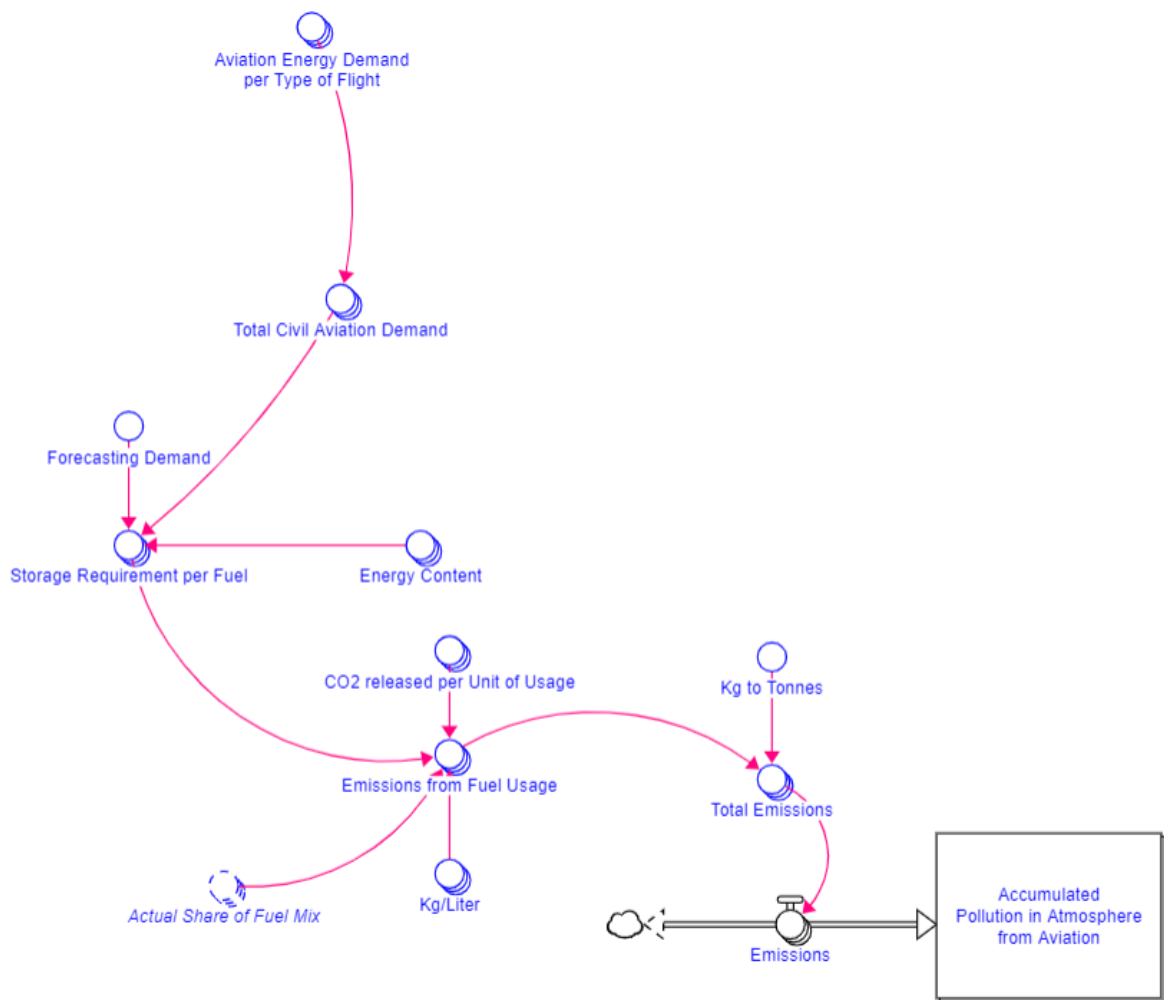 Aviation Energy Demand
per Type of Flight
Total Civil Aviation Demand
Forecasting Demand
Storage Requirement per Fuel
Energy Content
CO2 released per Unit of Usage
Kg to Tonnes
Emissions from Fuel Usage
Total Emissions
Actual Share of Fuel Mix
Kg/Liter
Accumulated
Pollution in Atmosphere
from Aviation
Emissions